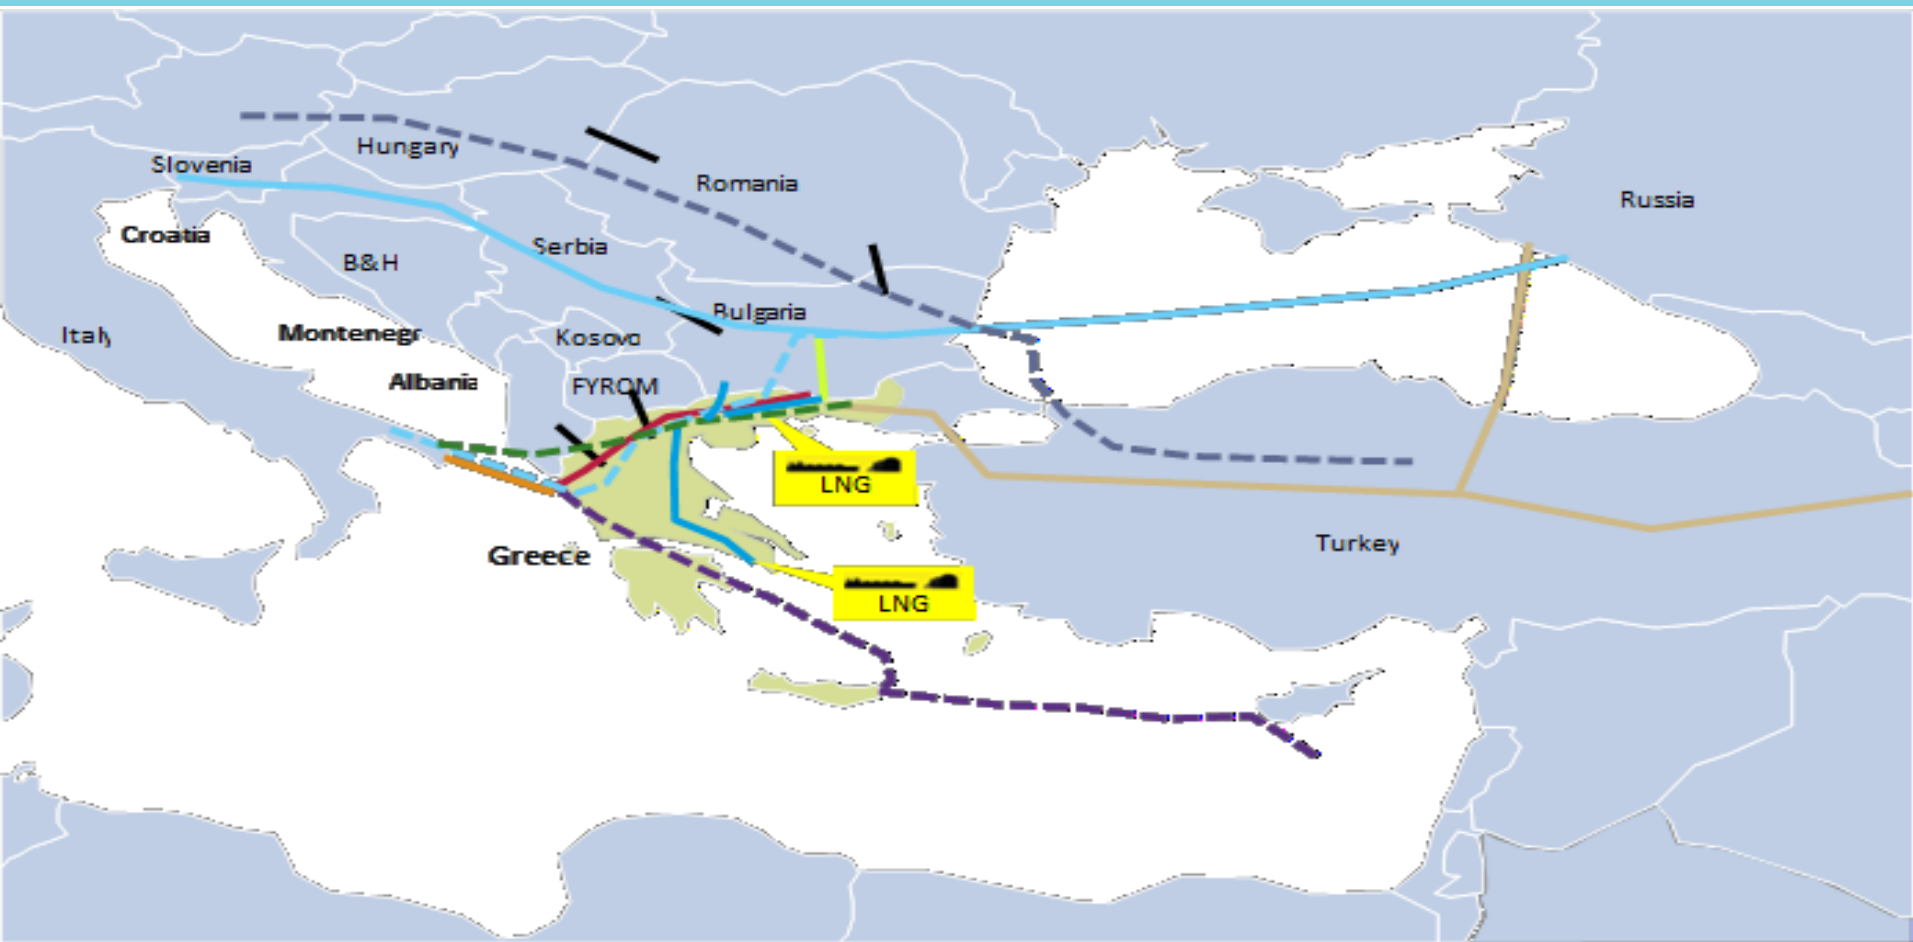 Hungary
Slovenia
Romania
Russia
Croatia
Serbia
B&H
Bulgaria
Italy
Montenegr
Kosovo
Albania
FYROM
LNG
Turkey
Greece
LNG